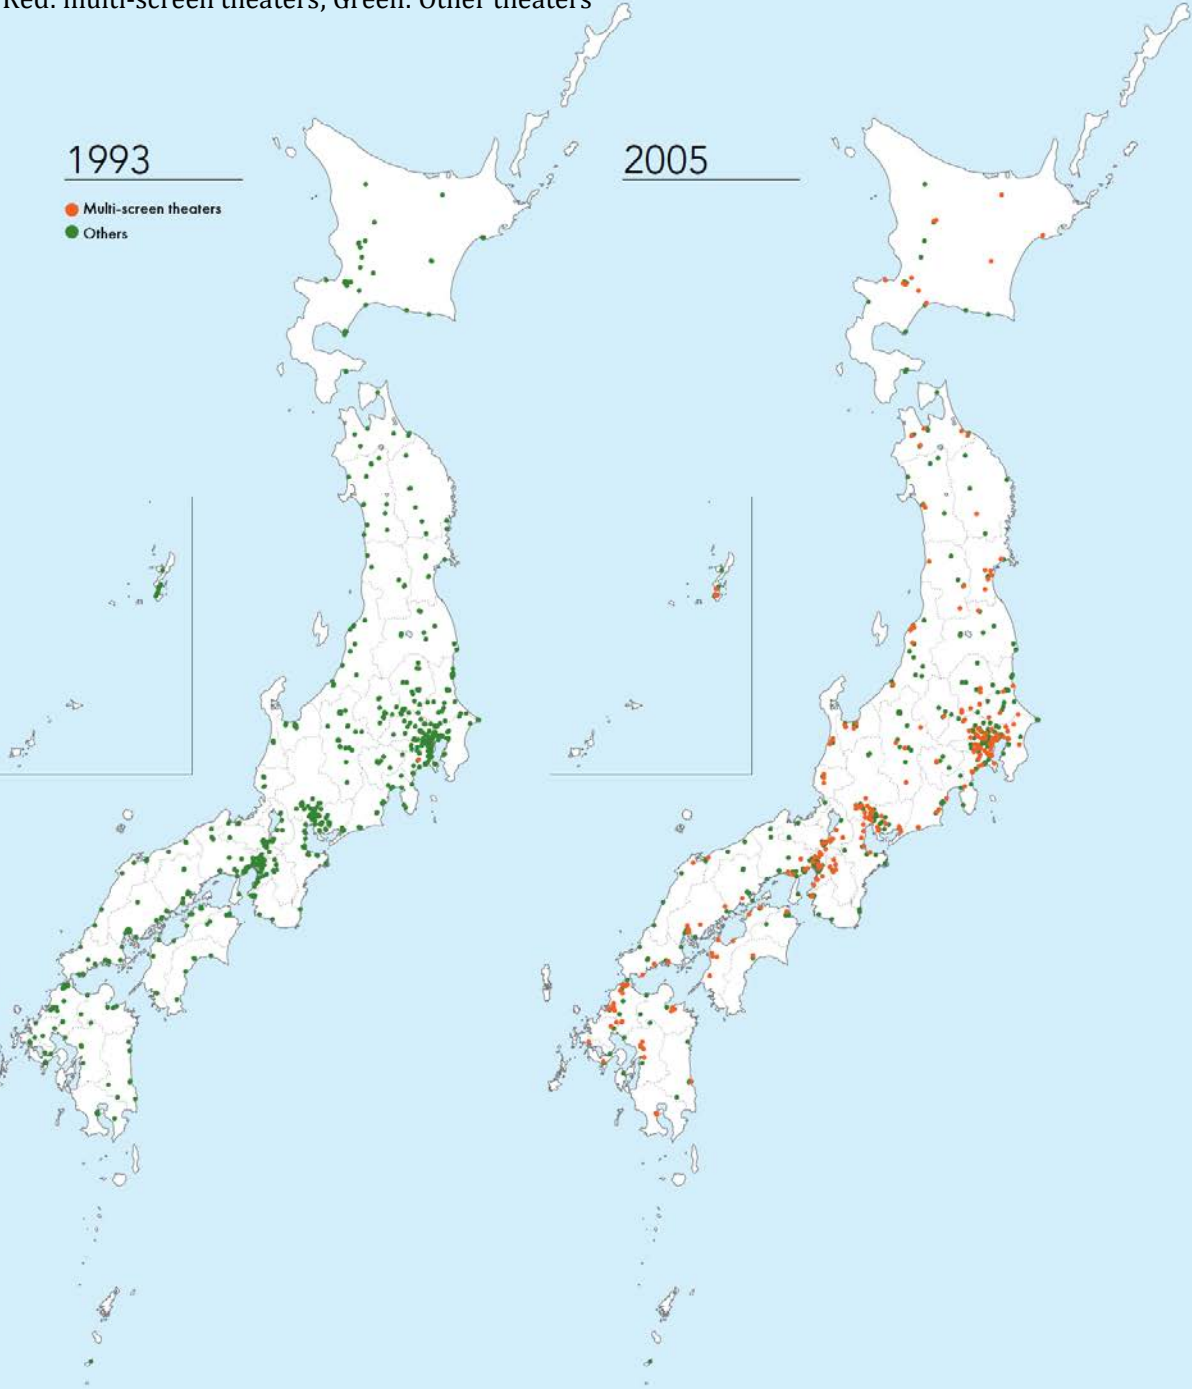 Red: multi-screen theaters; Green: Other theaters
1993
Multi-screen theaters
Others
2005